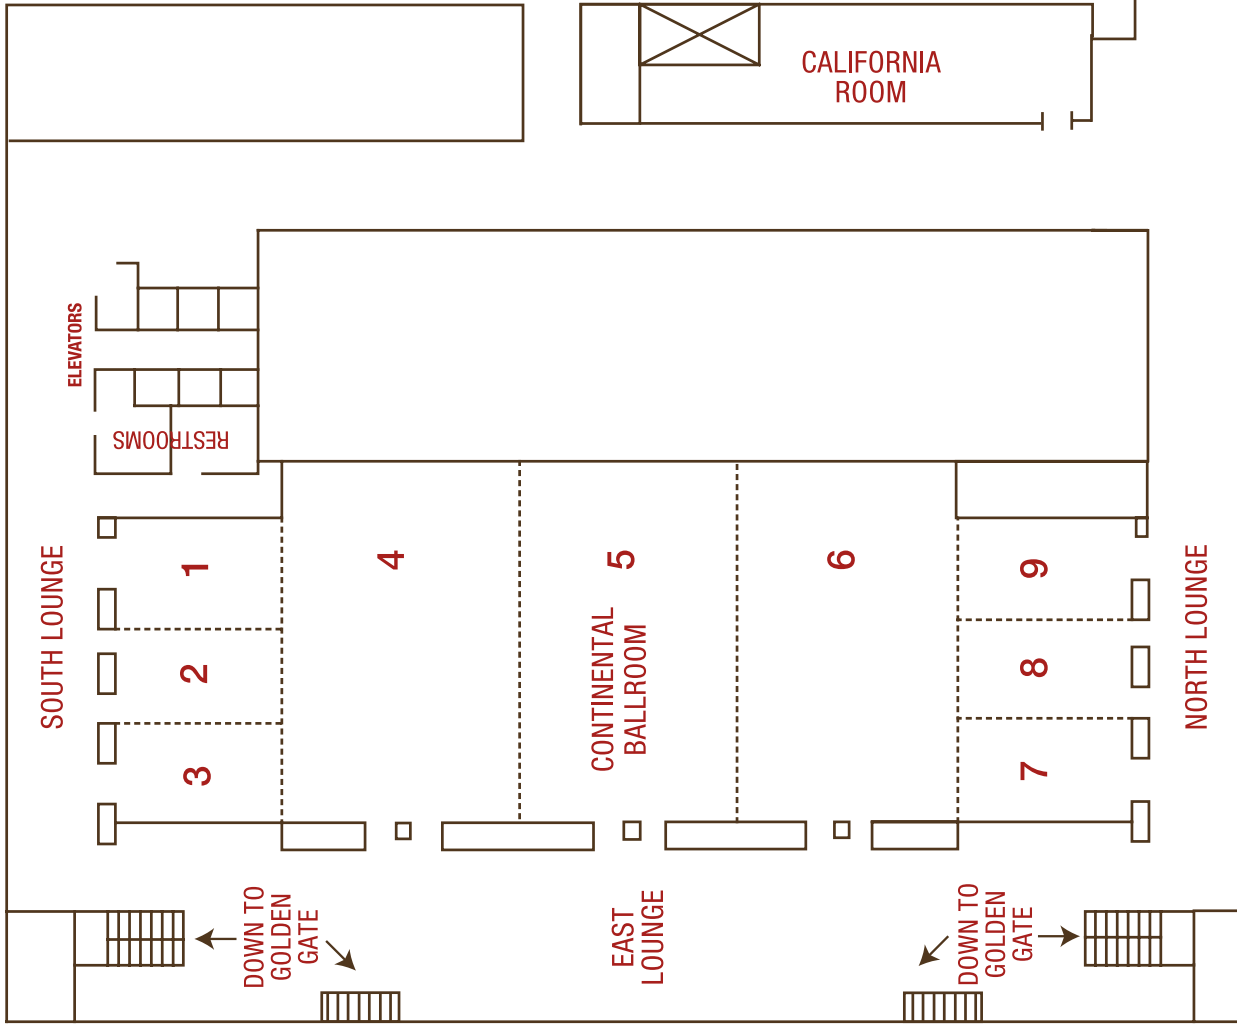 CALIFORNIA
ROOM
ELEVATORS
RESTROOMS
SOUTH LOUNGE
1
2
3
4
5
6
CONTINENTAL
BALLROOM
9
8
7
NORTH LOUNGE
DOWN TO
GOLDEN
GATE
EAST
LOUNGE
DOWN TO
GOLDEN
GATE